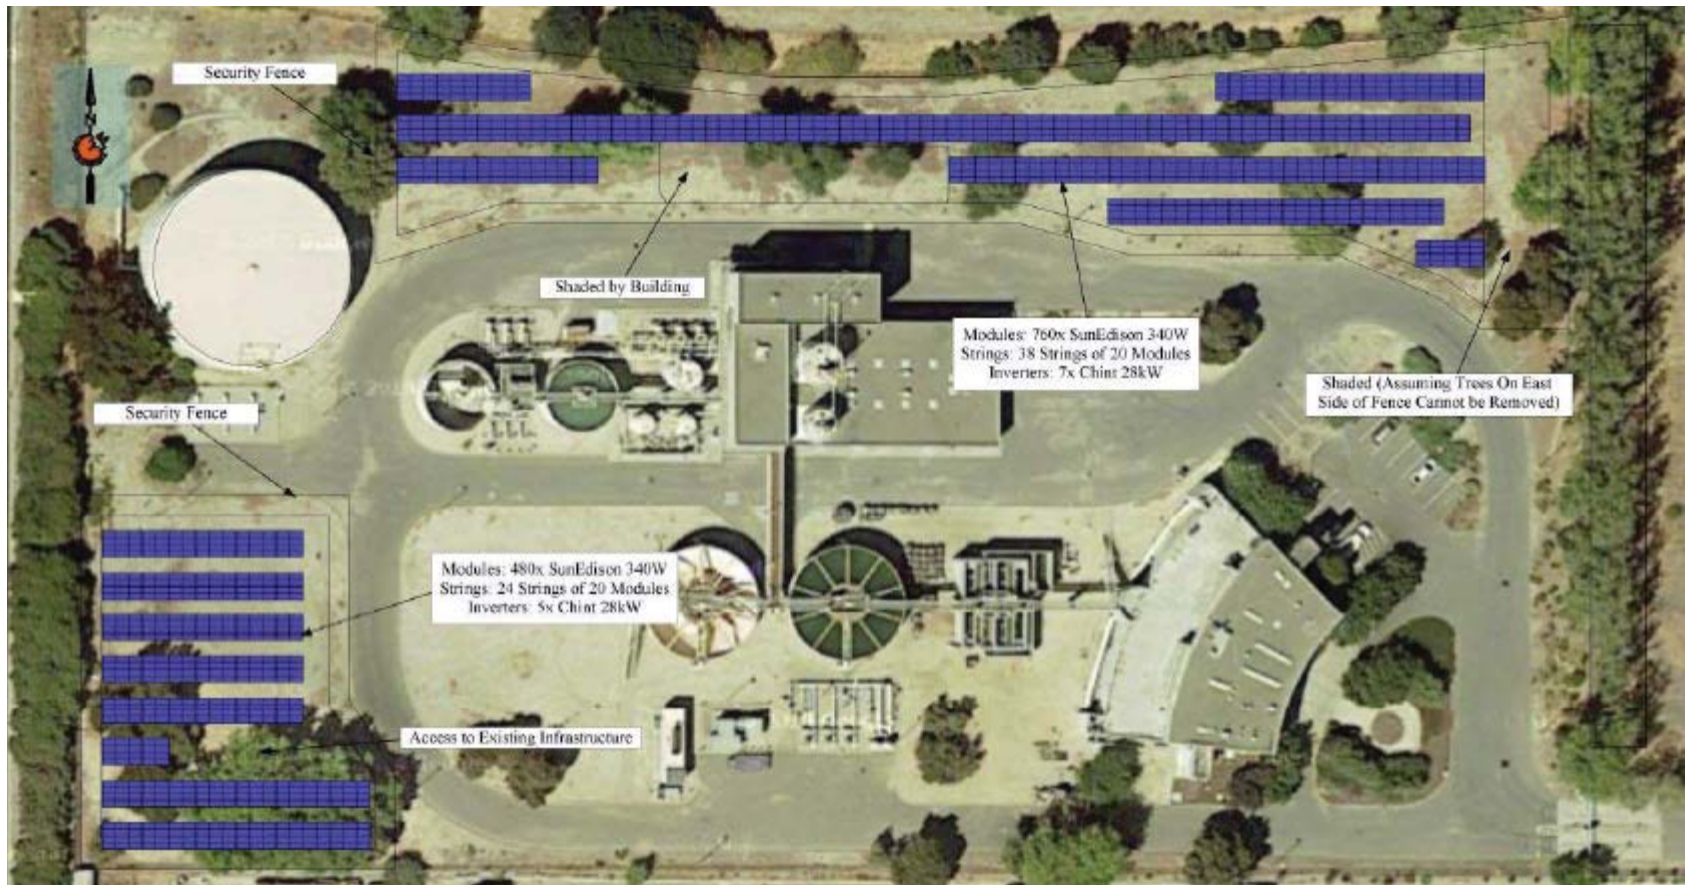 Security Fence
N
Shaded by Building
Modules: 760x SunEdison 340W
Strings: 38 Strings of 20 Modules
Inverters: 7x Chint 28kW
Shaded (Assuming Trees On East
Side of Fence Cannot be Removed)
Security Fence
Modules: 480x SunEdison 340W
Strings: 24 Strings of 20 Modules
Inverters: 5x Chint 28kW
Access to Existing Infrastructure